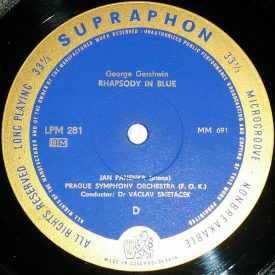 SUPRAPHON
33⅓ LONG PLAYING ALL RIGHTS RESERVED
33⅓ MICROGROOVE NONBREAKABLE
ALL RIGHTS OF THE MANUFACTURER AND OF THE OWNER OF THE RECORDED WORK RESERVED · UNAUTHORISED PUBLIC PERFORMANCE BROADCASTING AND COPYING OF THIS RECORD PROHIBITED
George Gershwin
RHAPSODY IN BLUE
LPM 281
BIEM
MM 691
JAN PANENKA (piano)
PRAGUE SYMPHONY ORCHESTRA (F. O. K.)
Conductor: Dr VÁCLAV SMETÁČEK
D
MADE IN CZECHOSLOVAKIA